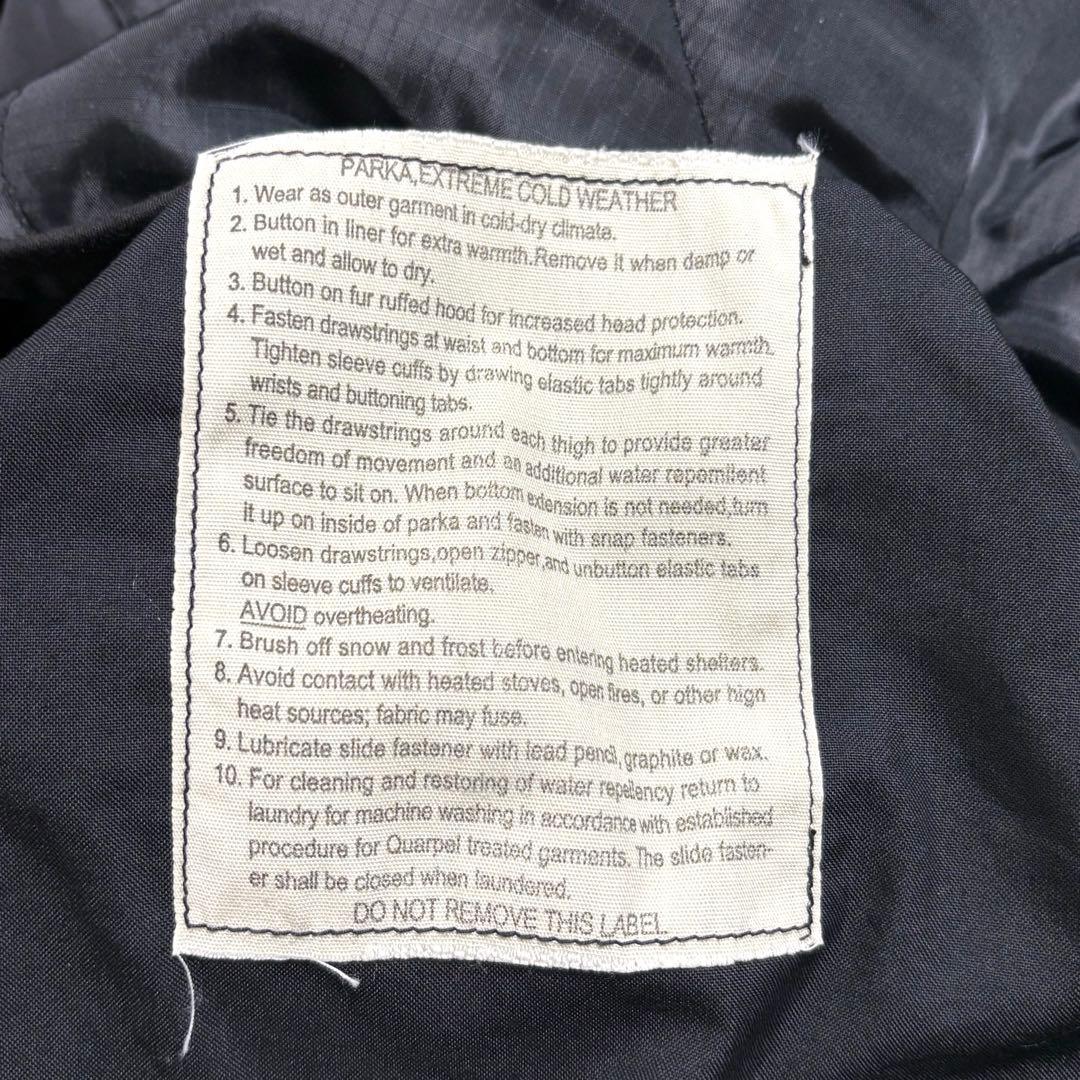 PARKA,EXTREME COLD WEATHER
1. Wear as outer garment in cold-dry climate.
2. Button in liner for extra warmth.Remove it when damp or
wet and allow to dry.
3. Button on fur ruffed hood for increased head protection.
4. Fasten drawstrings at waist and bottom for maximum warmth.
Tighten sleeve cuffs by drawing elastic tabs tightly around
wrists and buttoning tabs.
5. Tie the drawstrings around each thigh to provide greater
freedom of movement and an additional water repemllent
surface to sit on. When bottom extension is not needed,turn
it up on inside of parka and fasten with snap fasteners.
6. Loosen drawstrings,open zipper,and unbutton elastic tabs
on sleeve cuffs to ventilate.
AVOID overtheating.
7. Brush off snow and frost before entering heated shelters.
8. Avoid contact with heated stoves, open fires, or other high
heat sources; fabric may fuse.
9. Lubricate slide fastener with lead pencil,graphite or wax.
10. For cleaning and restoring of water repellency return to
laundry for machine washing in accordance with established
procedure for Quarpel treated garments. The slide fasten-
er shall be closed when laundered.
DO NOT REMOVE THIS LABEL.